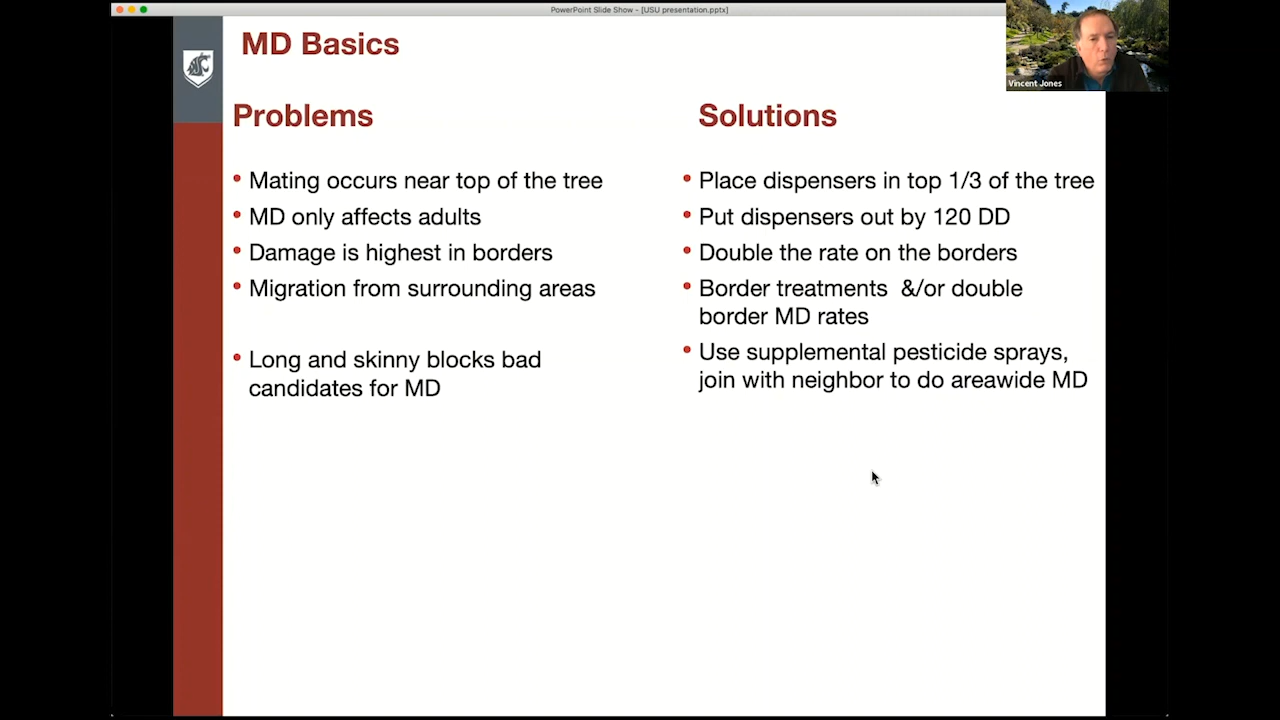 PowerPoint Slide Show - [USU presentation.pptx]
Vincent Jones
MD Basics
Problems
Mating occurs near top of the tree
MD only affects adults
Damage is highest in borders
Migration from surrounding areas
Long and skinny blocks bad
candidates for MD
Solutions
Place dispensers in top 1/3 of the tree
Put dispensers out by 120 DD
Double the rate on the borders
Border treatments &/or double
border MD rates
Use supplemental pesticide sprays,
join with neighbor to do areawide MD